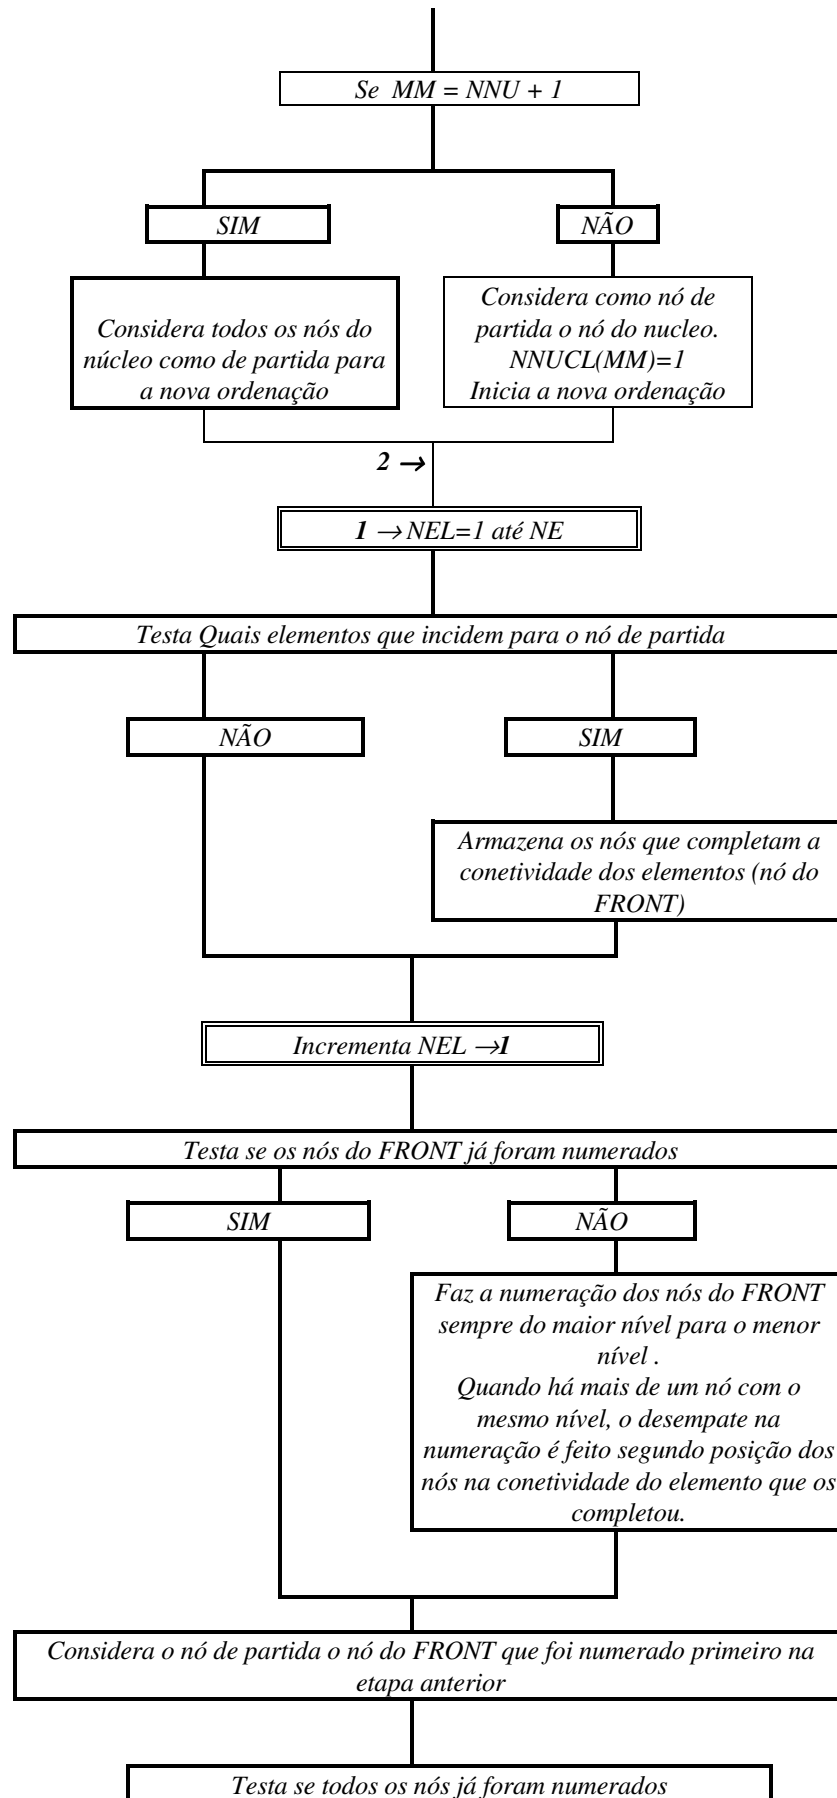 Se MM = NNU + 1
SIM
NÃO
Considera todos os nós do
núcleo como de partida para
a nova ordenação
Considera como nó de
partida o nó do nucleo.
NNUCL(MM)=1
Inicia a nova ordenação
2 →
1 → NEL=1 até NE
Testa Quais elementos que incidem para o nó de partida
NÃO
SIM
Armazena os nós que completam a
conetividade dos elementos (nó do
FRONT)
Incrementa NEL →1
Testa se os nós do FRONT já foram numerados
SIM
NÃO
Faz a numeração dos nós do FRONT
sempre do maior nível para o menor
nível .
Quando há mais de um nó com o
mesmo nível, o desempate na
numeração é feito segundo posição dos
nós na conetividade do elemento que os
completou.
Considera o nó de partida o nó do FRONT que foi numerado primeiro na
etapa anterior
Testa se todos os nós já foram numerados